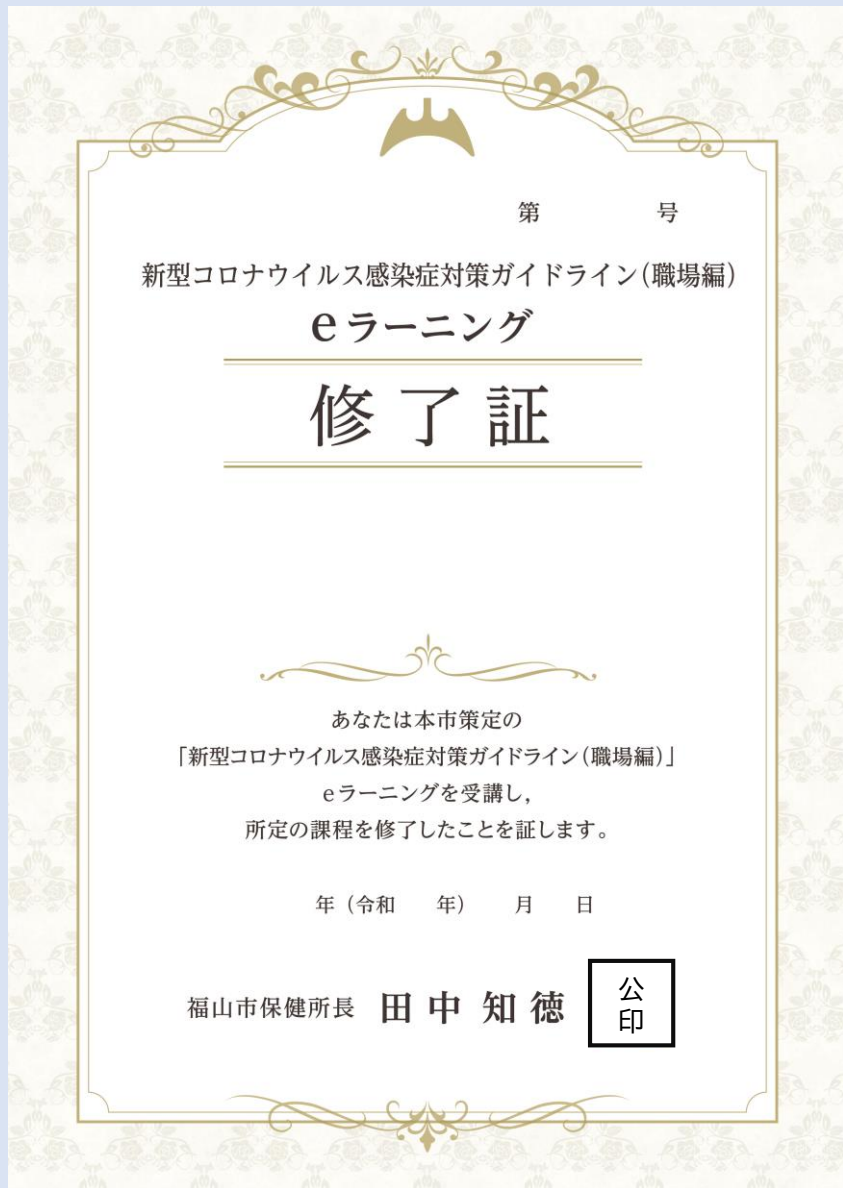 第　　　号
新型コロナウイルス感染症対策ガイドライン(職場編)
eラーニング
修了証
あなたは本市策定の
「新型コロナウイルス感染症対策ガイドライン(職場編)」
eラーニングを受講し,
所定の課程を修了したことを証します。
年(令和　　年)　　月　　日
福山市保健所長　田中 知徳
公
印